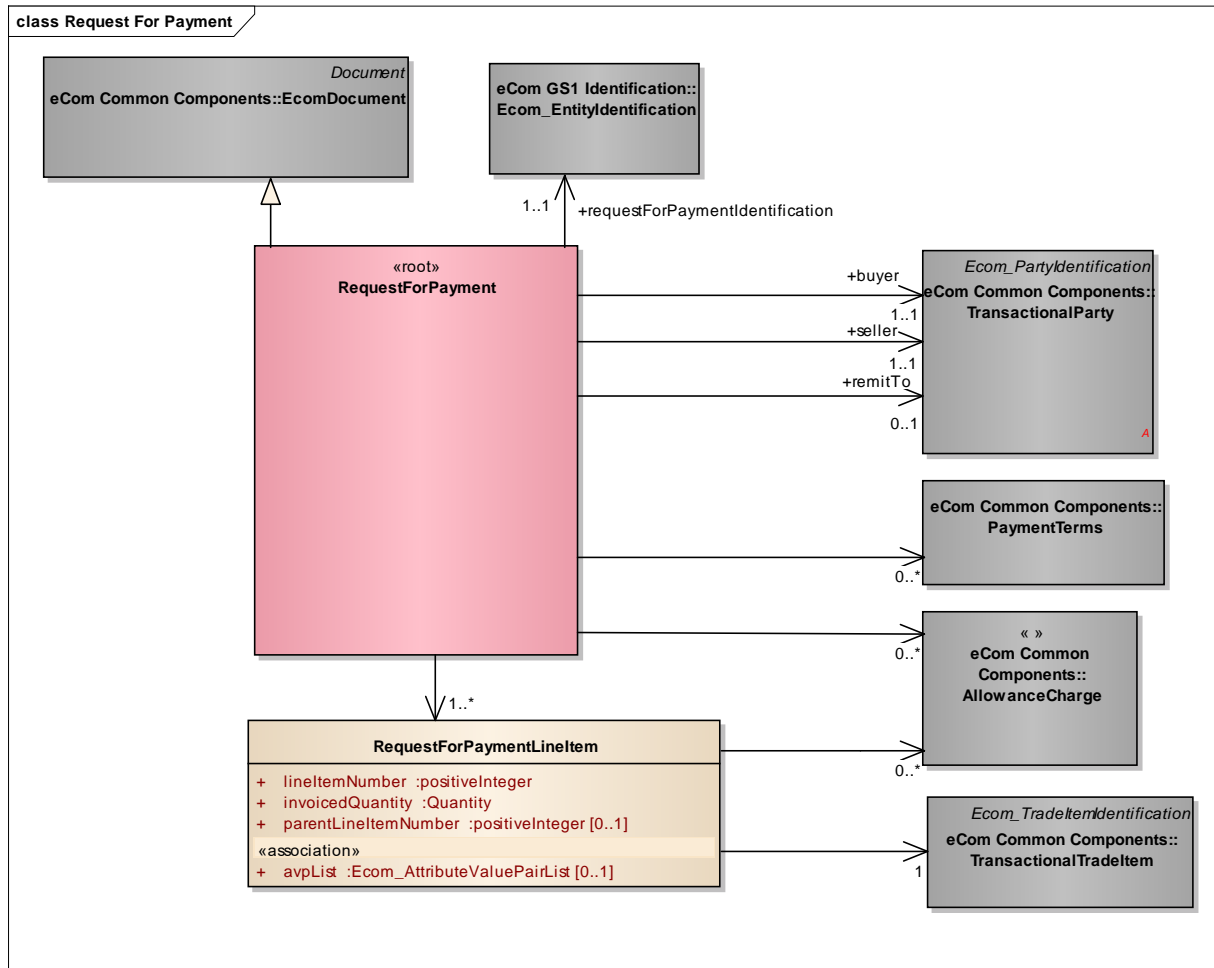 class Request For Payment
Document
eCom Common Components::EcomDocument
eCom GS1 Identification::
Ecom_EntityIdentification
1..1
+requestForPaymentIdentification
«root»
RequestForPayment
+buyer
1..1
+seller
1..1
+remitTo
0..1
Ecom_PartyIdentification
eCom Common Components::
TransactionalParty
A
eCom Common Components::
PaymentTerms
0..*
0..*
« »
eCom Common
Components::
AllowanceCharge
1..*
0..*
RequestForPaymentLineItem
+ lineItemNumber :positiveInteger
+ invoicedQuantity :Quantity
+ parentLineItemNumber :positiveInteger [0..1]
«association»
+ avpList :Ecom_AttributeValuePairList [0..1]
1
Ecom_TradeItemIdentification
eCom Common Components::
TransactionalTradeItem